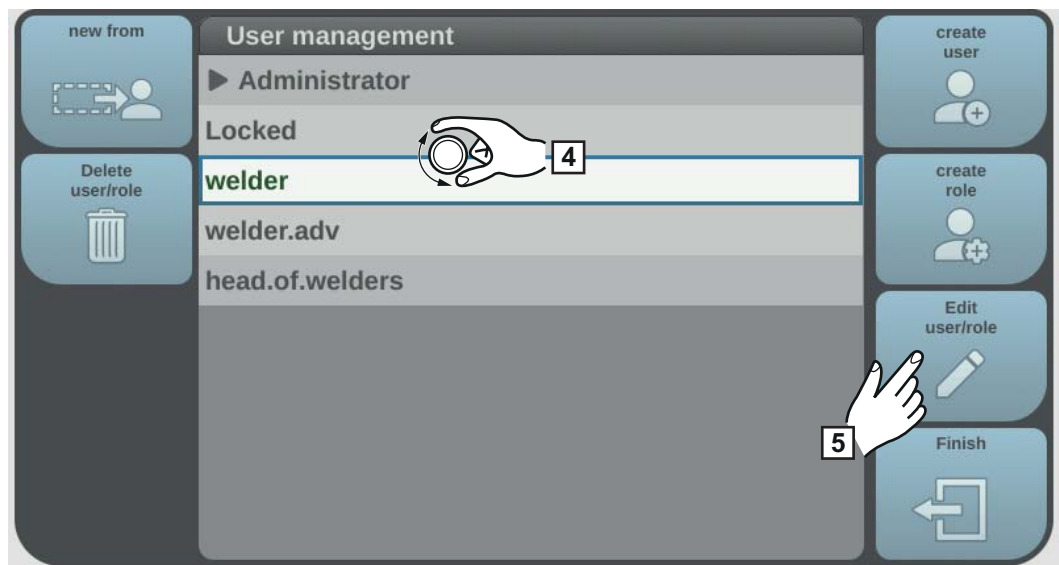 new from
User management
create
user
▶ Administrator
Locked
4
Delete
user/role
welder
create
role
welder.adv
head.of.welders
Edit
user/role
5
Finish